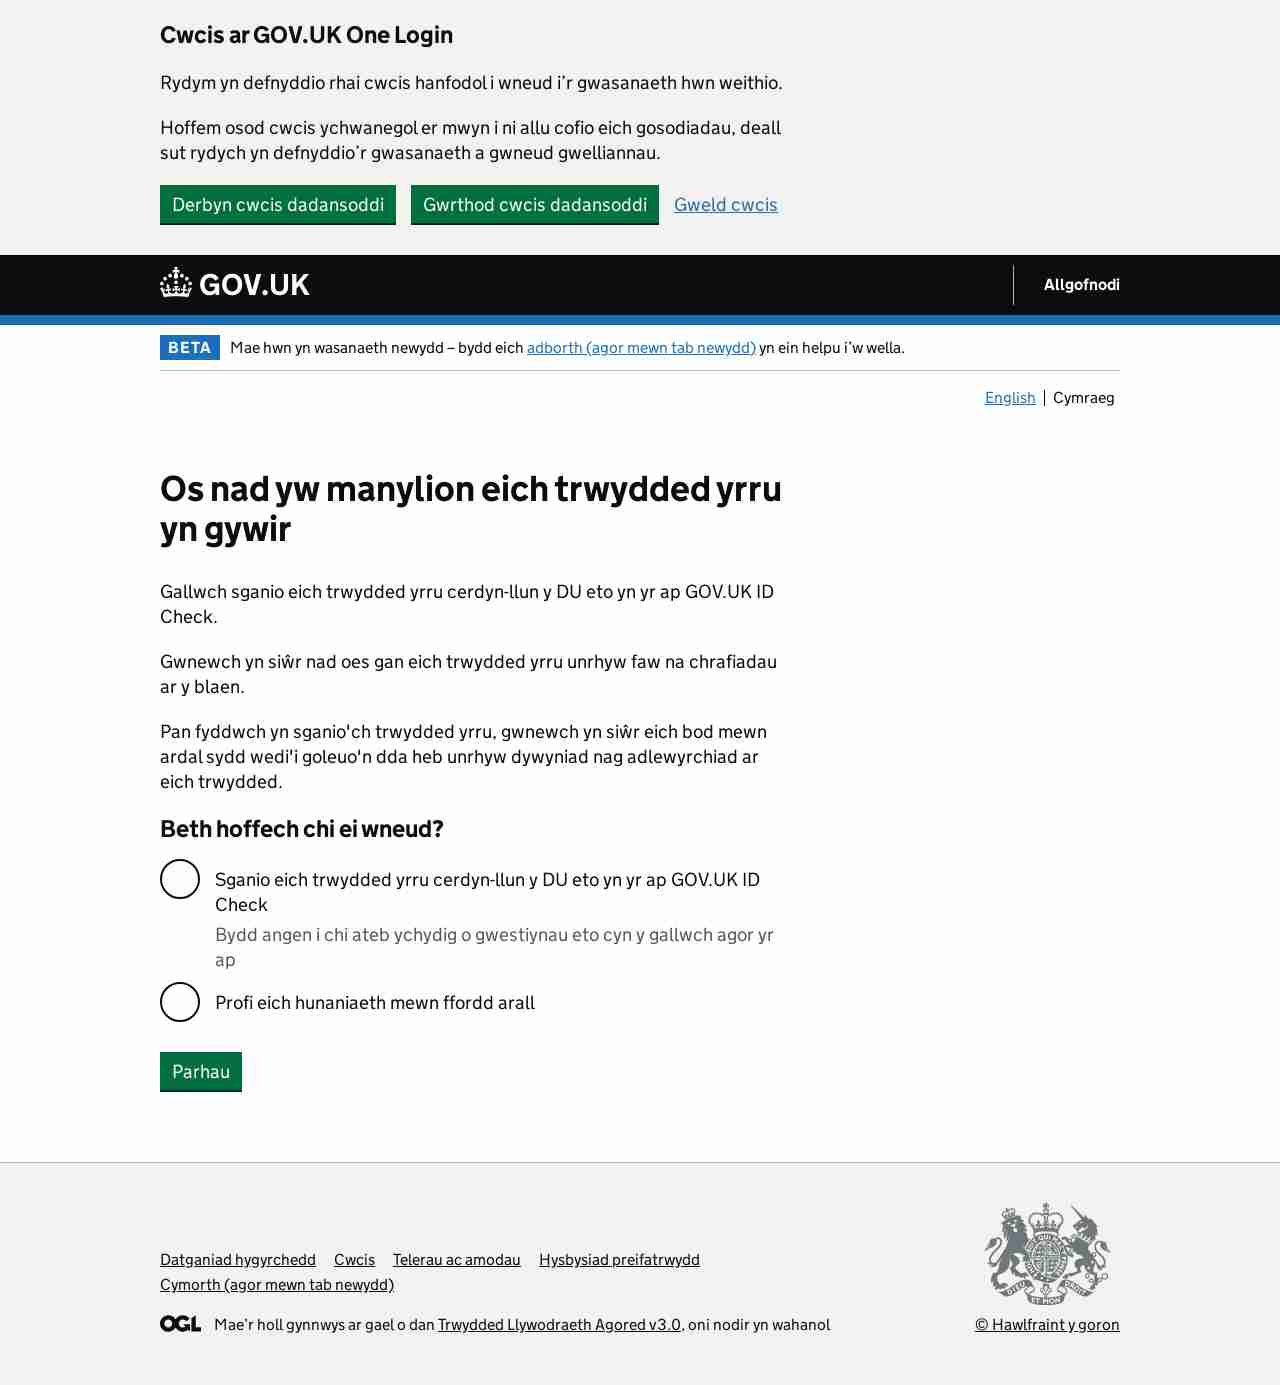 Cwcis ar GOV.UK One Login
Rydym yn defnyddio rhai cwcis hanfodol i wneud i’r gwasanaeth hwn weithio.
Hoffem osod cwcis ychwanegol er mwyn i ni allu cofio eich gosodiadau, deall
sut rydych yn defnyddio’r gwasanaeth a gwneud gwelliannau.
Derbyn cwcis dadansoddi Gwrthod cwcis dadansoddi Gweld cwcis
GOV.UK Allgofnodi
BETA Mae hwn yn wasanaeth newydd – bydd eich adborth (agor mewn tab newydd) yn ein helpu i’w wella.
English Cymraeg
Os nad yw manylion eich trwydded yrru
yn gywir
Gallwch sganio eich trwydded yrru cerdyn-llun y DU eto yn yr ap GOV.UK ID
Check.
Gwnewch yn siŵr nad oes gan eich trwydded yrru unrhyw faw na chrafiadau
ar y blaen.
Pan fyddwch yn sganio'ch trwydded yrru, gwnewch yn siŵr eich bod mewn
ardal sydd wedi'i goleuo'n dda heb unrhyw dywyniad nag adlewyrchiad ar
eich trwydded.
Beth hoffech chi ei wneud?
Sganio eich trwydded yrru cerdyn-llun y DU eto yn yr ap GOV.UK ID
Check
Bydd angen i chi ateb ychydig o gwestiynau eto cyn y gallwch agor yr
ap
Profi eich hunaniaeth mewn ffordd arall
Parhau
Datganiad hygyrchedd Cwcis Telerau ac amodau Hysbysiad preifatrwydd
Cymorth (agor mewn tab newydd)
OGL Mae’r holl gynnwys ar gael o dan Trwydded Llywodraeth Agored v3.0, oni nodir yn wahanol
© Hawlfraint y goron